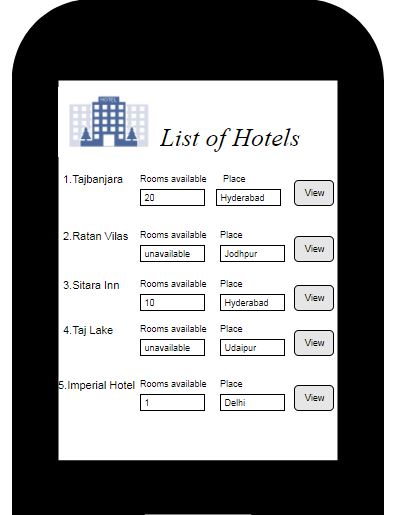 HOTEL
List of Hotels
1.Tajbanjara Rooms available Place
20 Hyderabad View
2.Ratan Vilas Rooms available Place
unavailable Jodhpur View
3.Sitara Inn Rooms available Place
10 Hyderabad View
4.Taj Lake Rooms available Place
unavailable Udaipur View
5.Imperial Hotel Rooms available Place
1 Delhi View